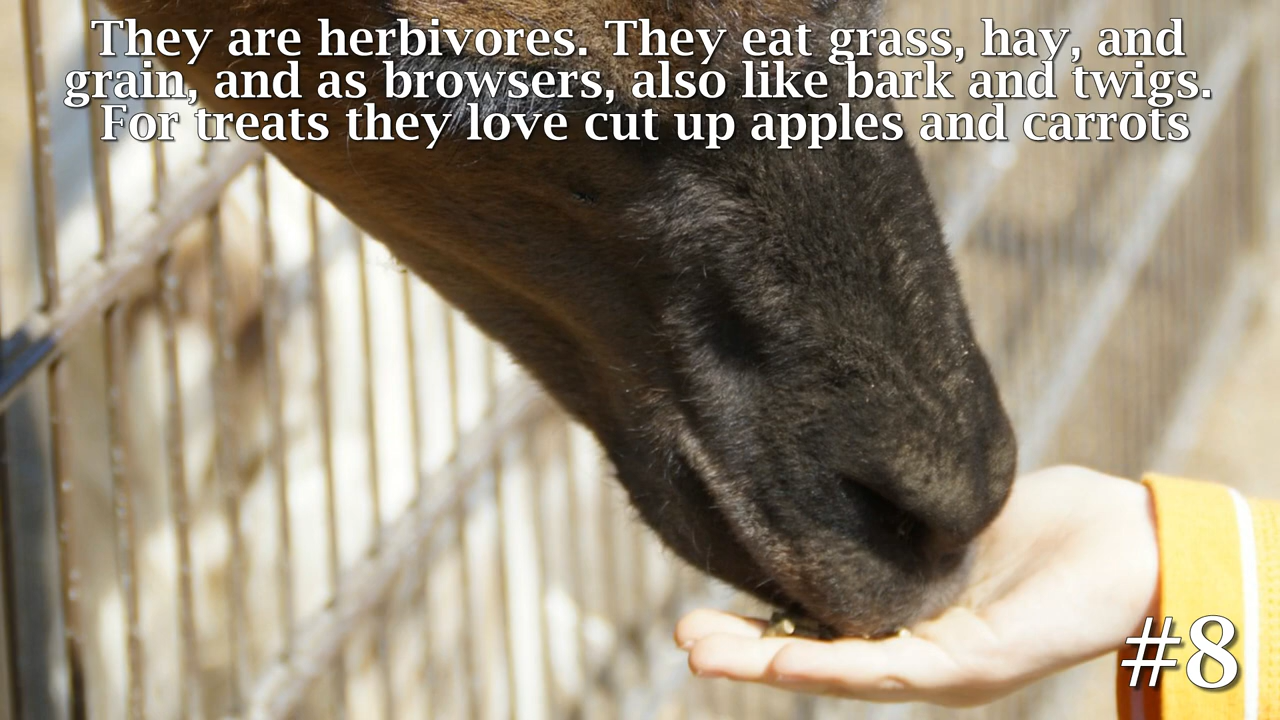 They are herbivores. They eat grass, hay, and
grain, and as browsers, also like bark and twigs.
For treats they love cut up apples and carrots
#8